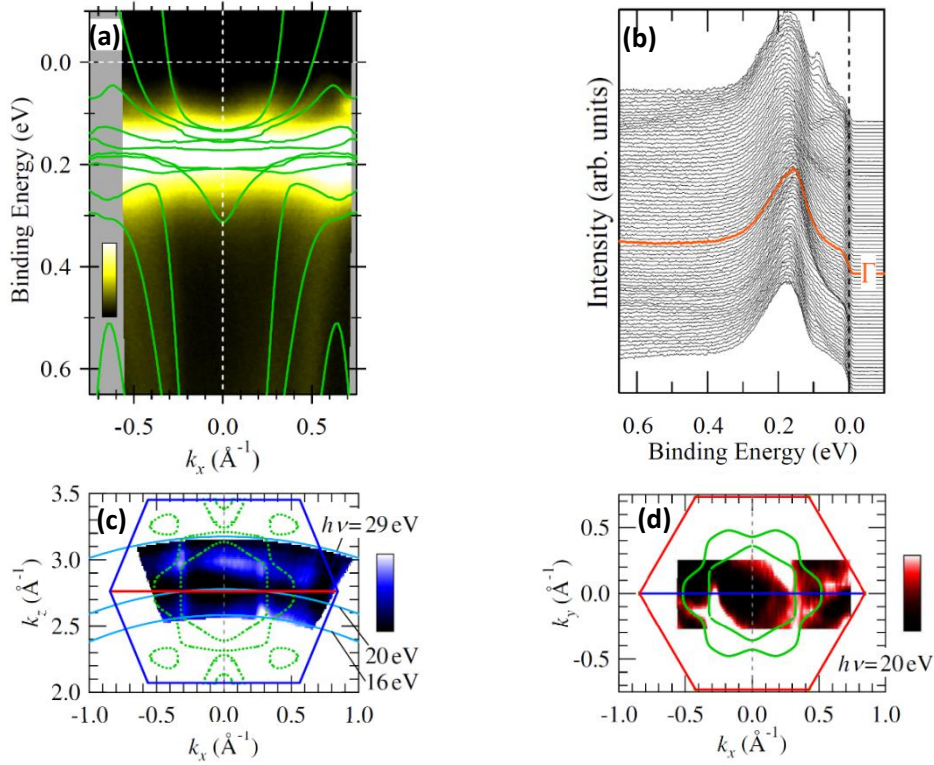 (a)
0.0
0.2
0.4
0.6
Binding Energy (eV)
-0.5
0.0
0.5
kₓ (Å⁻¹)
(b)
Intensity (arb. units)
Γ
0.6
0.4
0.2
0.0
Binding Energy (eV)
(c)
3.5
3.0
2.5
2.0
k_z (Å⁻¹)
hν=29 eV
20 eV
16 eV
-1.0
-0.5
0.0
0.5
1.0
kₓ (Å⁻¹)
(d)
0.5
0.0
-0.5
k_y (Å⁻¹)
hν=20 eV
-1.0
-0.5
0.0
0.5
1.0
kₓ (Å⁻¹)